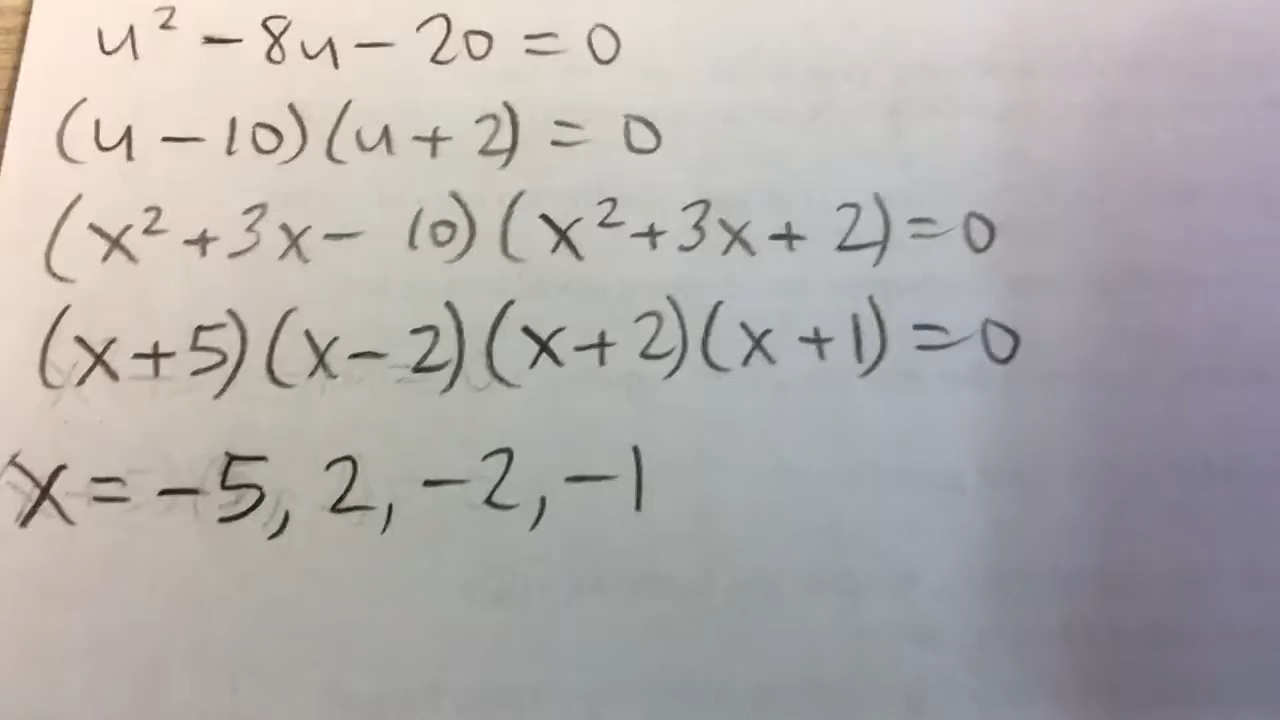 u² - 8u - 20 = 0
(u - 10)(u + 2) = 0
(x² + 3x - 10)(x² + 3x + 2) = 0
(x + 5)(x - 2)(x + 2)(x + 1) = 0
x = -5, 2, -2, -1